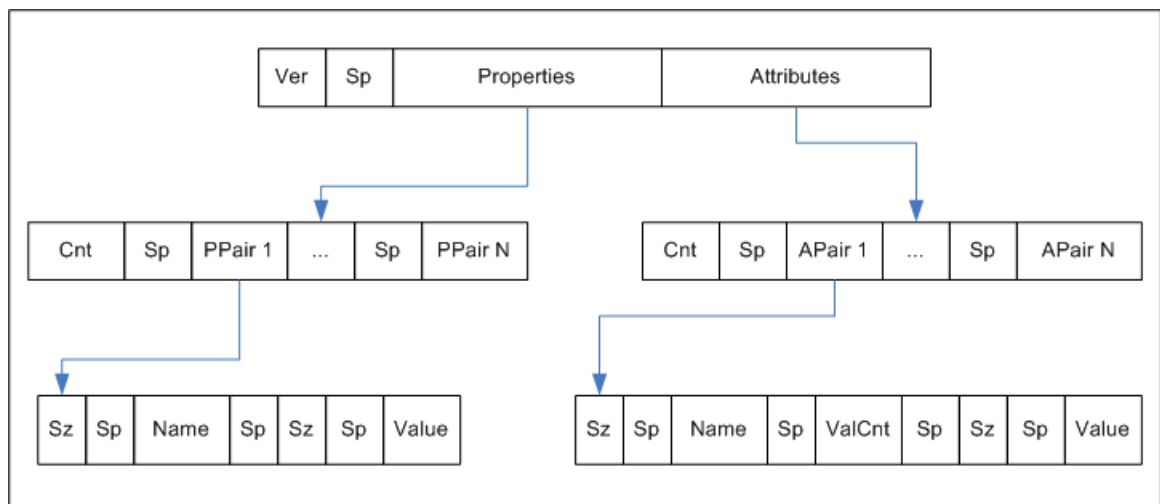 Ver Sp Properties Attributes
Cnt Sp PPair 1 ... Sp PPair N
Cnt Sp APair 1 ... Sp APair N
Sz Sp Name Sp Sz Sp Value
Sz Sp Name Sp ValCnt Sp Sz Sp Value